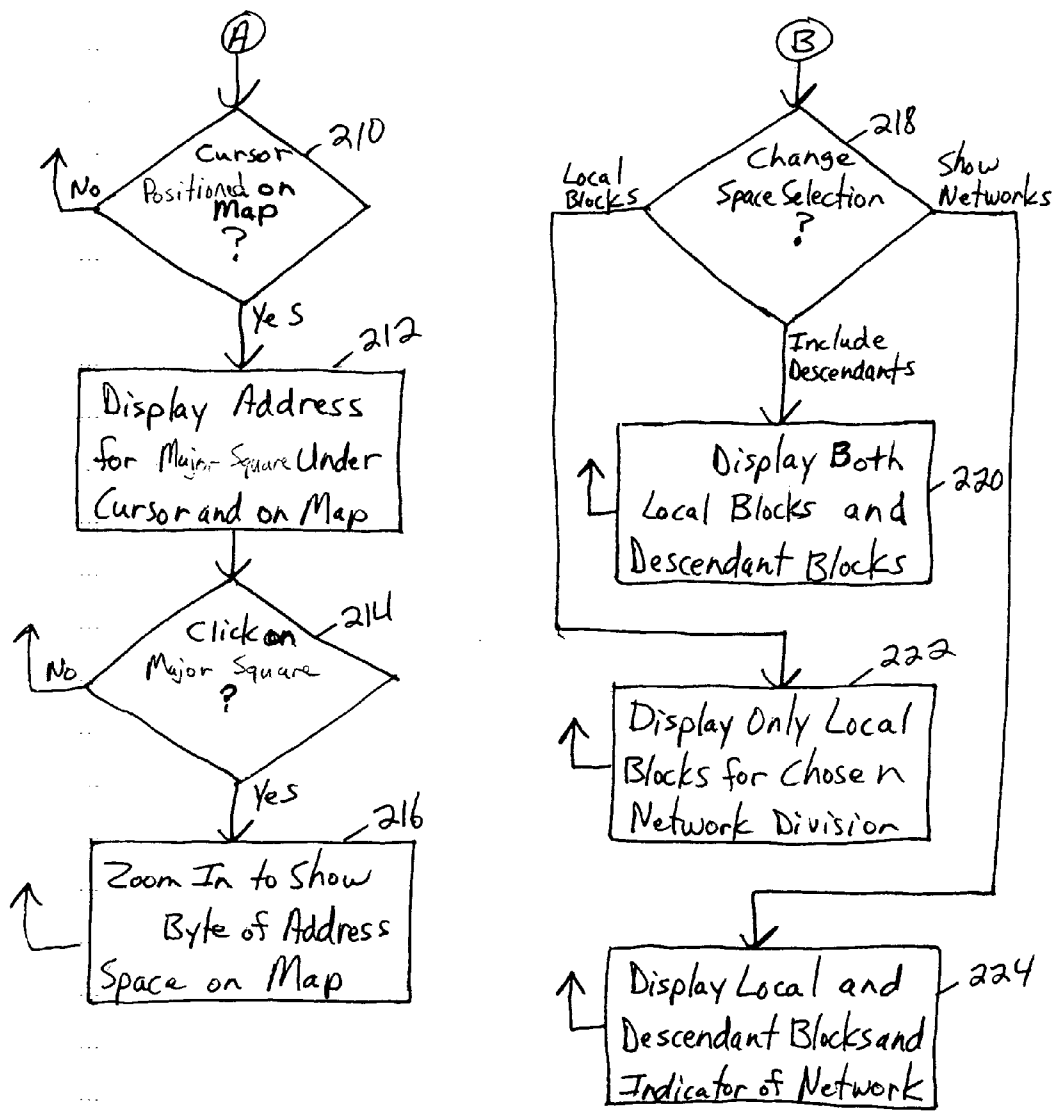 A
210
Cursor
Positioned on
Map
?
No
Yes
212
Display Address
for Major Square Under
Cursor and on Map
214
Click on
Major Square
?
No
Yes
216
Zoom In to Show
Byte of Address
Space on Map
B
218
Change
Space Selection
?
Local
Blocks
Show
Networks
Include
Descendants
220
Display Both
Local Blocks and
Descendant Blocks
222
Display Only Local
Blocks for Chosen
Network Division
224
Display Local and
Descendant Blocks and
Indicator of Network